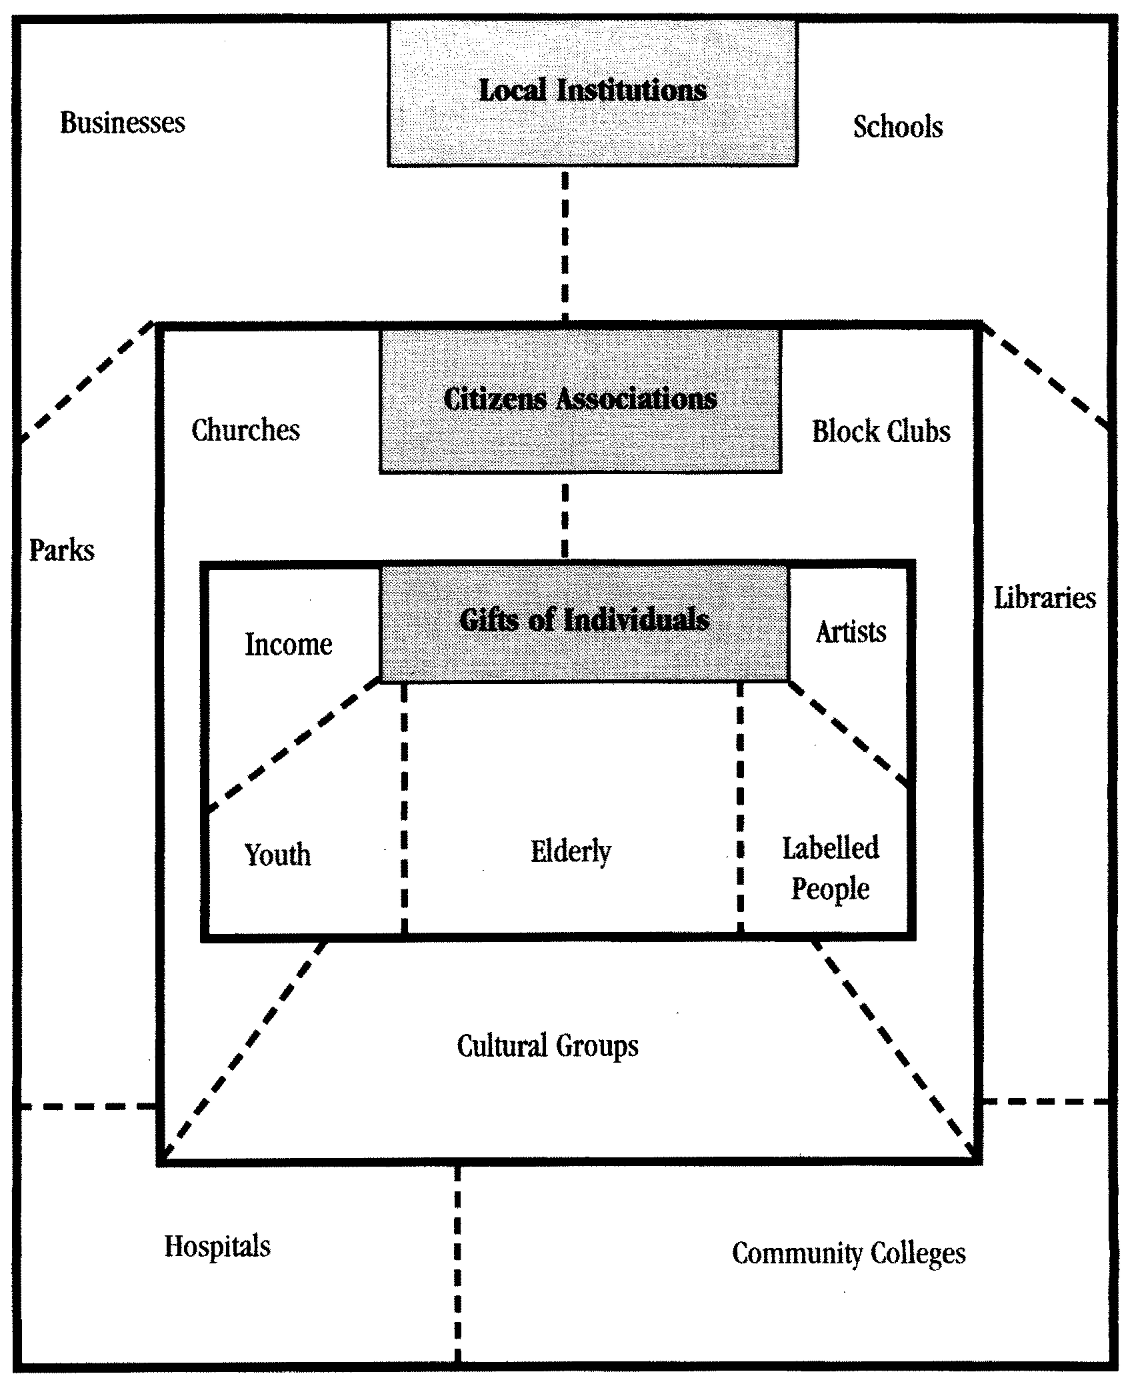 Local Institutions
Businesses
Schools
Citizens Associations
Churches
Block Clubs
Parks
Libraries
Gifts of Individuals
Income
Artists
Youth
Elderly
Labelled
People
Cultural Groups
Hospitals
Community Colleges